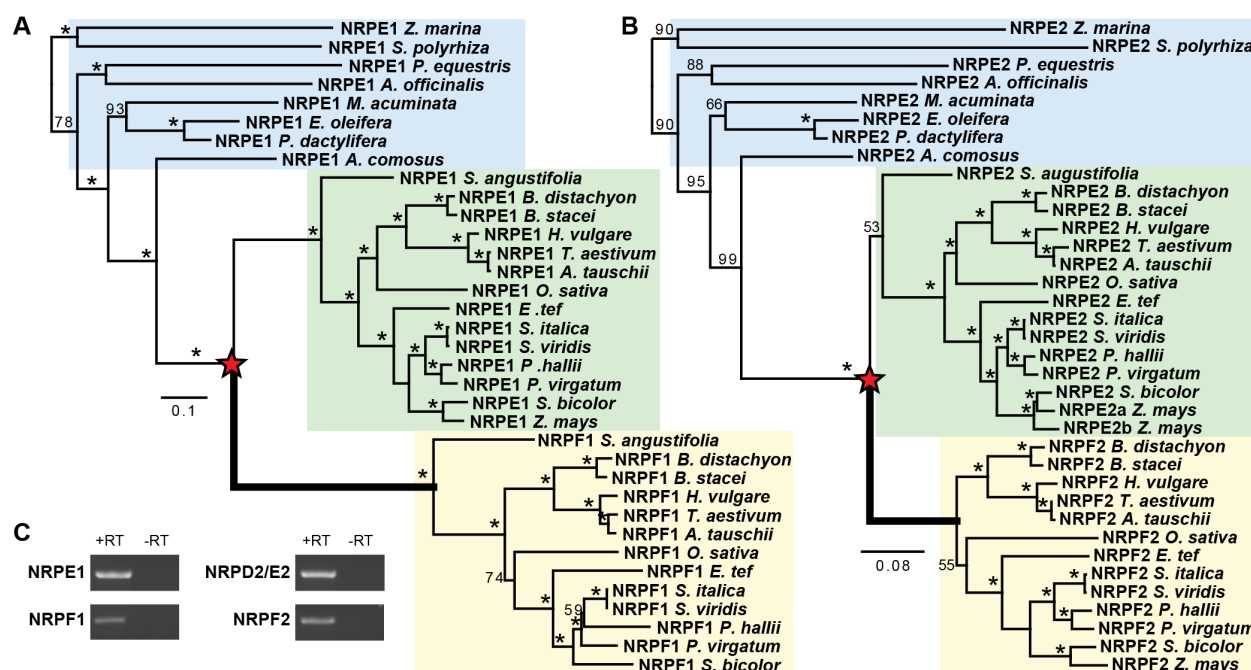 A
NRPE1 Z. marina
*
NRPE1 S. polyrhiza
NRPE1 P. equestris
*
NRPE1 A. officinalis
93
NRPE1 M. acuminata
78
*
NRPE1 E. oleifera
NRPE1 P. dactylifera
NRPE1 A. comosus
*
NRPE1 S. angustifolia
NRPE1 B. distachyon
*
NRPE1 B. stacei
*
*
NRPE1 H. vulgare
*
NRPE1 T. aestivum
*
*
NRPE1 A. tauschii
*
NRPE1 O. sativa
*
NRPE1 E .tef
*
NRPE1 S. italica
*
NRPE1 S. viridis
*
*
NRPE1 P .hallii
*
NRPE1 P. virgatum
*
NRPE1 S. bicolor
*
NRPE1 Z. mays
0.1
NRPF1 S. angustifolia
*
NRPF1 B. distachyon
*
NRPF1 B. stacei
*
NRPF1 H. vulgare
*
NRPF1 T. aestivum
*
NRPF1 A. tauschii
*
NRPF1 O. sativa
74
NRPF1 E. tef
NRPF1 S. italica
*
59
NRPF1 S. viridis
*
*
NRPF1 P. hallii
NRPF1 P. virgatum
*
NRPF1 S. bicolor
B
NRPE2 Z. marina
90
NRPE2 S. polyrhiza
NRPE2 P. equestris
88
NRPE2 A. officinalis
NRPE2 M. acuminata
66
90
NRPE2 E. oleifera
*
NRPE2 P. dactylifera
NRPE2 A. comosus
95
NRPE2 S. augustifolia
NRPE2 B. distachyon
*
NRPE2 B. stacei
*
53
NRPE2 H. vulgare
*
NRPE2 T. aestivum
*
*
99
NRPE2 A. tauschii
NRPE2 O. sativa
*
NRPE2 E. tef
*
NRPE2 S. italica
*
NRPE2 S. viridis
*
NRPE2 P. hallii
*
*
NRPE2 P. virgatum
*
*
NRPE2 S. bicolor
*
NRPE2a Z. mays
*
NRPE2b Z. mays
NRPF2 B. distachyon
*
NRPF2 B. stacei
*
NRPF2 H. vulgare
*
NRPF2 T. aestivum
*
NRPF2 A. tauschii
NRPF2 O. sativa
0.08
55
NRPF2 E. tef
*
NRPF2 S. italica
*
NRPF2 S. viridis
*
NRPF2 P. hallii
*
*
NRPF2 P. virgatum
NRPF2 S. bicolor
*
NRPF2 Z. mays
C
+RT -RT
+RT -RT
NRPE1
NRPD2/E2
NRPF1
NRPF2